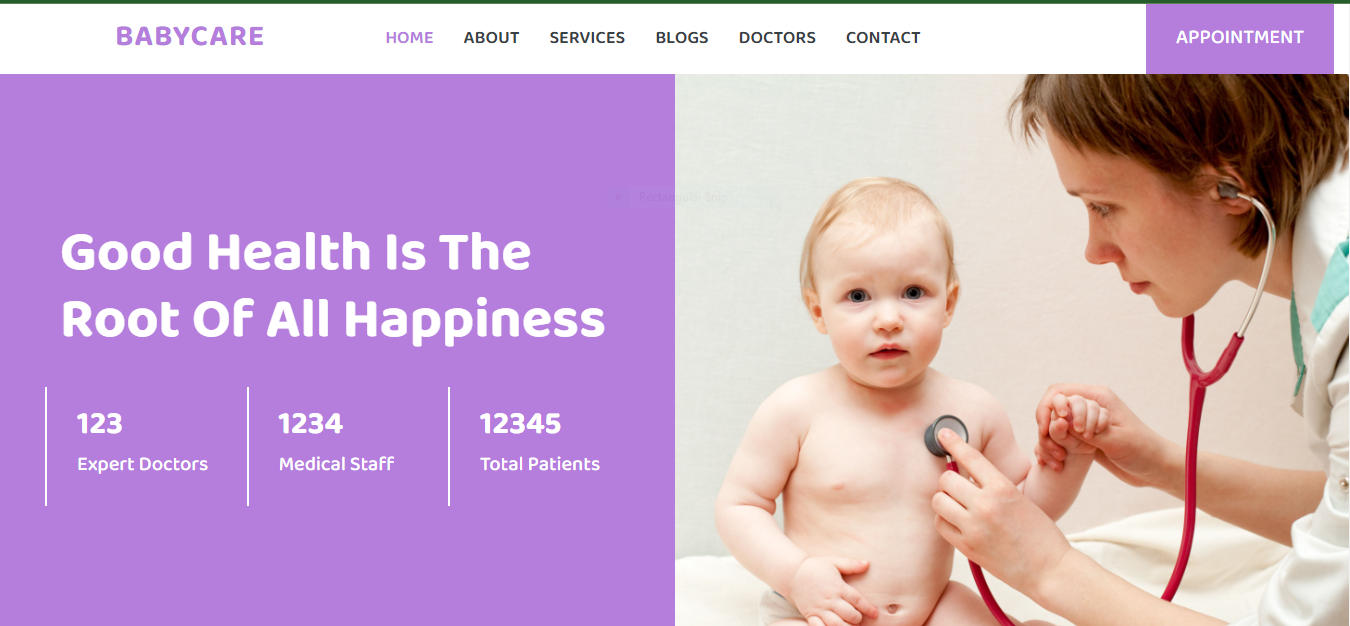 BABYCARE
HOME ABOUT SERVICES BLOGS DOCTORS CONTACT
APPOINTMENT
Good Health Is The
Root Of All Happiness
123 1234 12345
Expert Doctors Medical Staff Total Patients